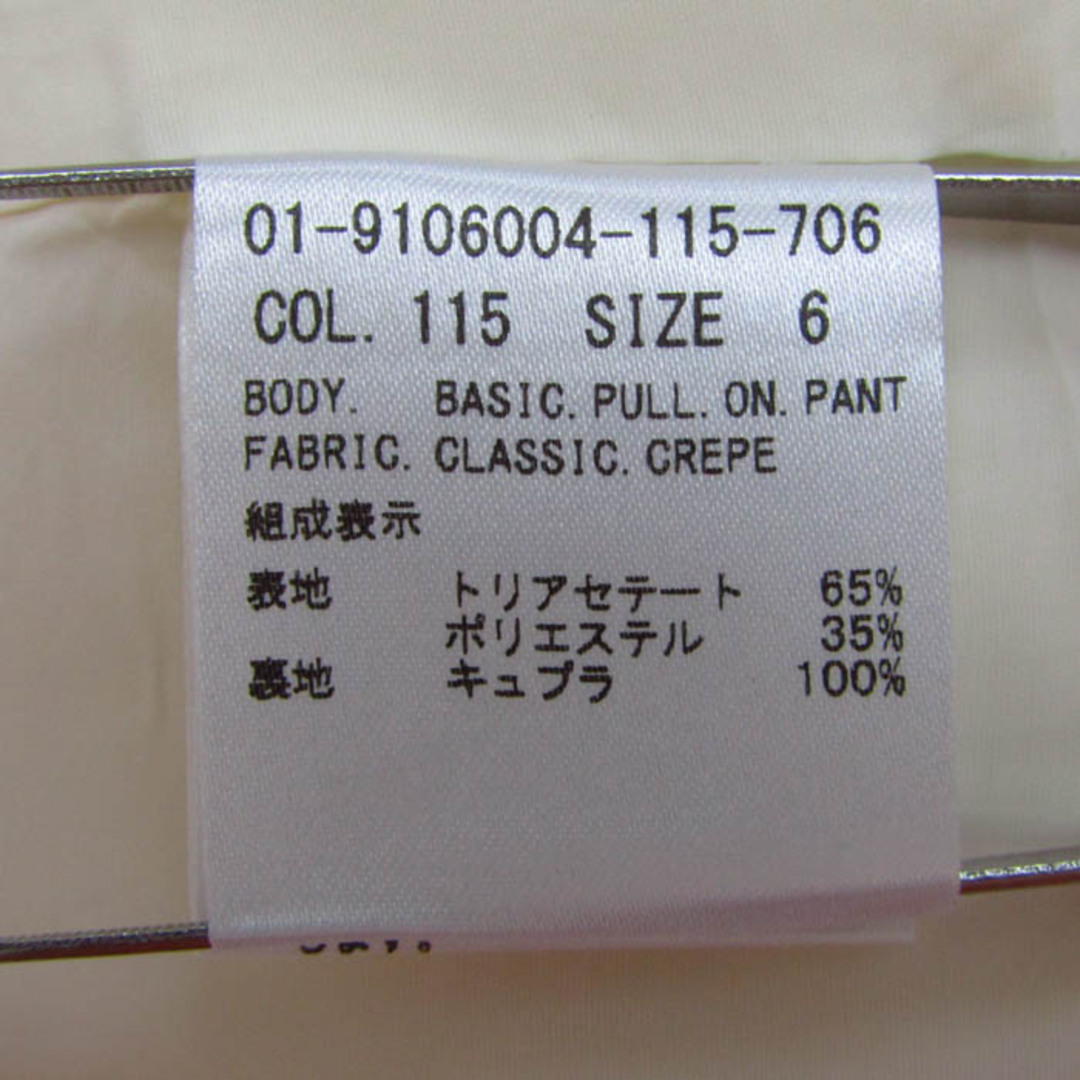 01-9106004-115-706
COL. 115 SIZE 6
BODY. BASIC. PULL. ON. PANT
FABRIC. CLASSIC. CREPE
組成表示
表地 トリアセテート 65%
ポリエステル 35%
裏地 キュプラ 100%